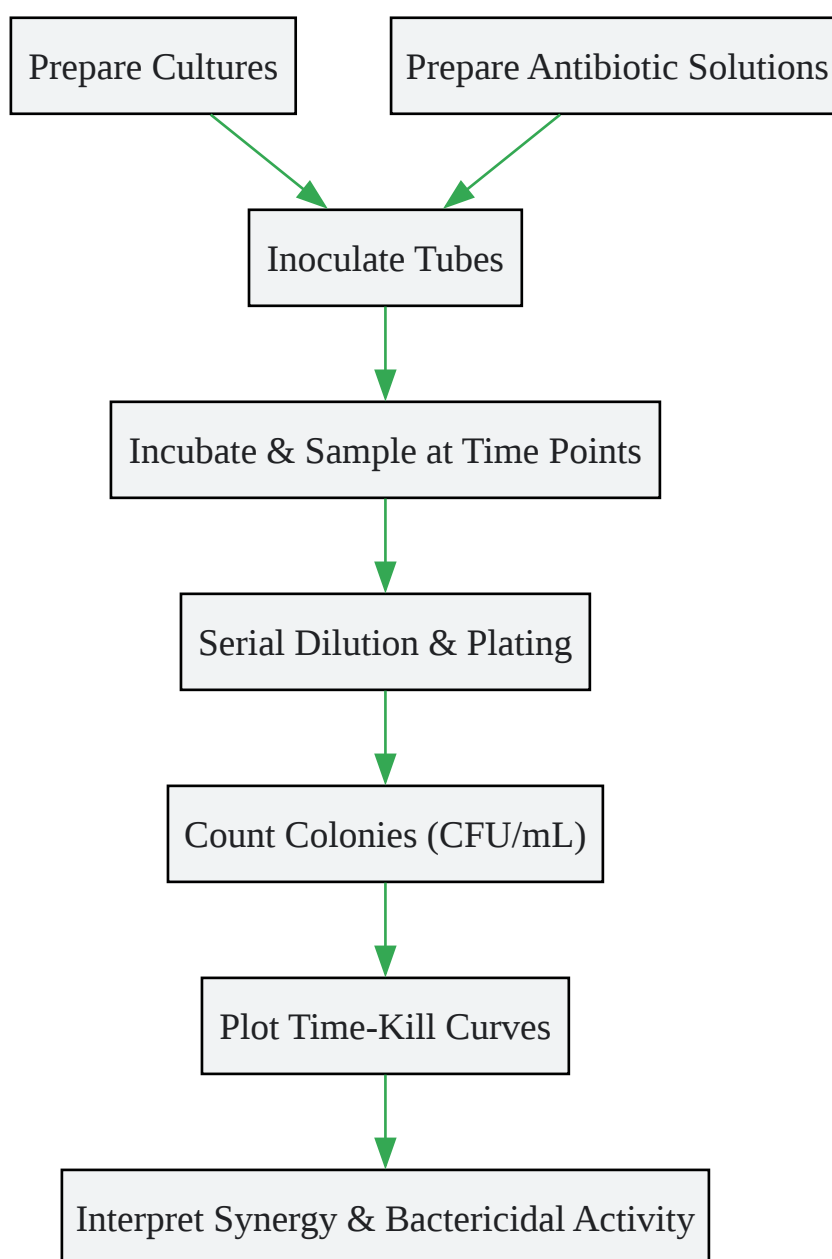 Prepare Cultures
Prepare Antibiotic Solutions
Inoculate Tubes
Incubate & Sample at Time Points
Serial Dilution & Plating
Count Colonies (CFU/mL)
Plot Time-Kill Curves
Interpret Synergy & Bactericidal Activity